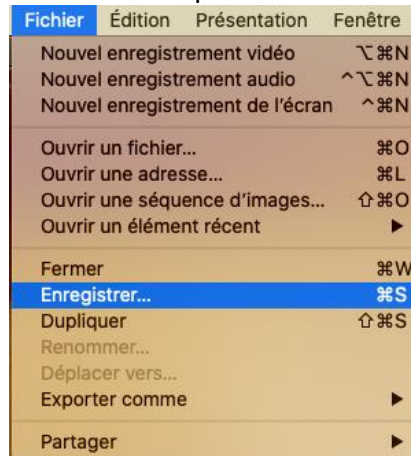 Fichier Édition Présentation Fenêtre
Nouvel enregistrement vidéo ⌥⌘N
Nouvel enregistrement audio ^⌥⌘N
Nouvel enregistrement de l'écran ^⌘N
Ouvrir un fichier... ⌘O
Ouvrir une adresse... ⌘L
Ouvrir une séquence d'images... ⇧⌘O
Ouvrir un élément récent ▶
Fermer ⌘W
Enregistrer... ⌘S
Dupliquer ⇧⌘S
Renommer...
Déplacer vers...
Exporter comme ▶
Partager ▶